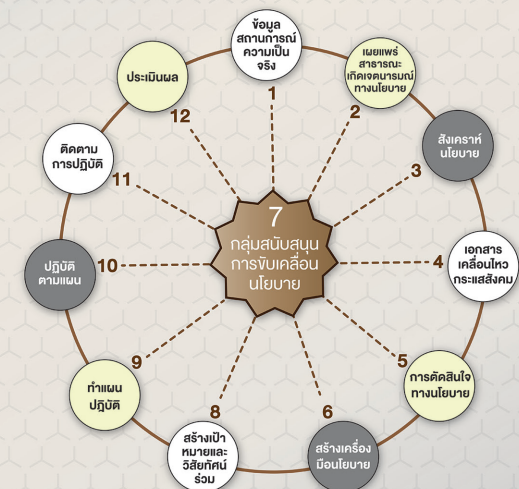 ข้อมูล
สถานการณ์
ความเป็น
จริง
1
เผยแพร่
สาธารณะ
เกิดเจตนารมณ์
ทางนโยบาย
2
สังเคราะห์
นโยบาย
3
เอกสาร
เคลื่อนไหว
กระแสสังคม
4
การตัดสินใจ
ทางนโยบาย
5
สร้างเครื่อง
มือนโยบาย
6
7
กลุ่มสนับสนุน
การขับเคลื่อน
นโยบาย
สร้างเป้า
หมายและ
วิสัยทัศน์
ร่วม
8
ทำแผน
ปฎิบัติ
9
ปฎิบัติ
ตามแผน
10
ติดตาม
การปฎิบัติ
11
ประเมินผล
12